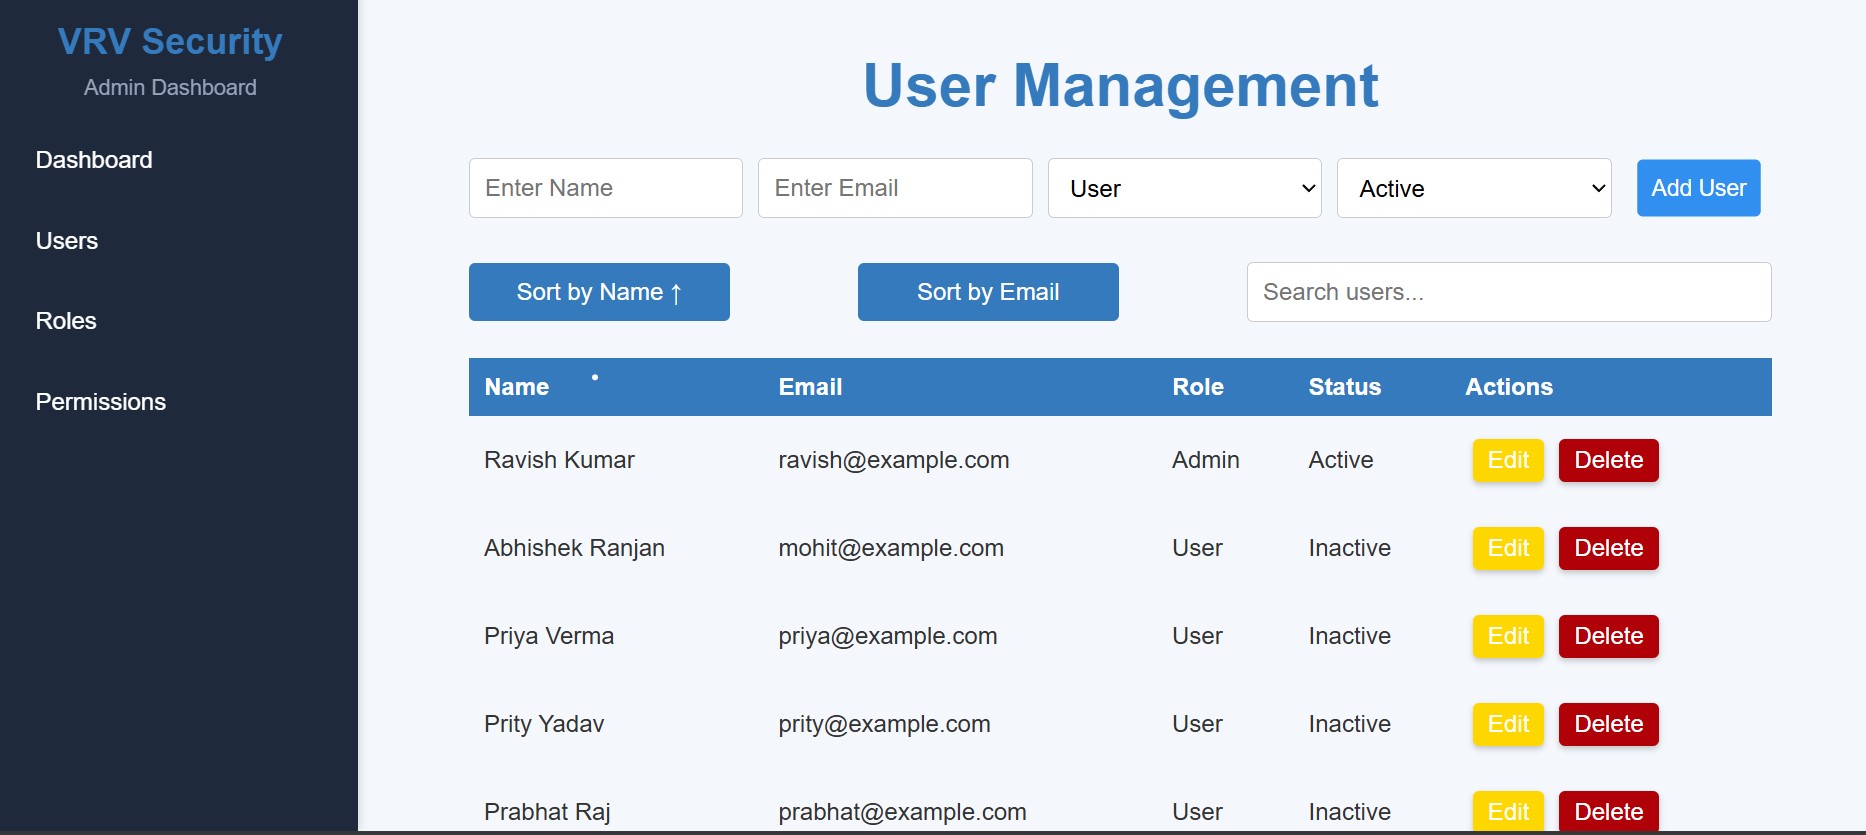 VRV Security
Admin Dashboard
Dashboard
Users
Roles
Permissions
User Management
Enter Name Enter Email User Active Add User
Sort by Name ↑ Sort by Email Search users...
Name Email Role Status Actions
Ravish Kumar ravish@example.com Admin Active Edit Delete
Abhishek Ranjan mohit@example.com User Inactive Edit Delete
Priya Verma priya@example.com User Inactive Edit Delete
Prity Yadav prity@example.com User Inactive Edit Delete
Prabhat Raj prabhat@example.com User Inactive Edit Delete